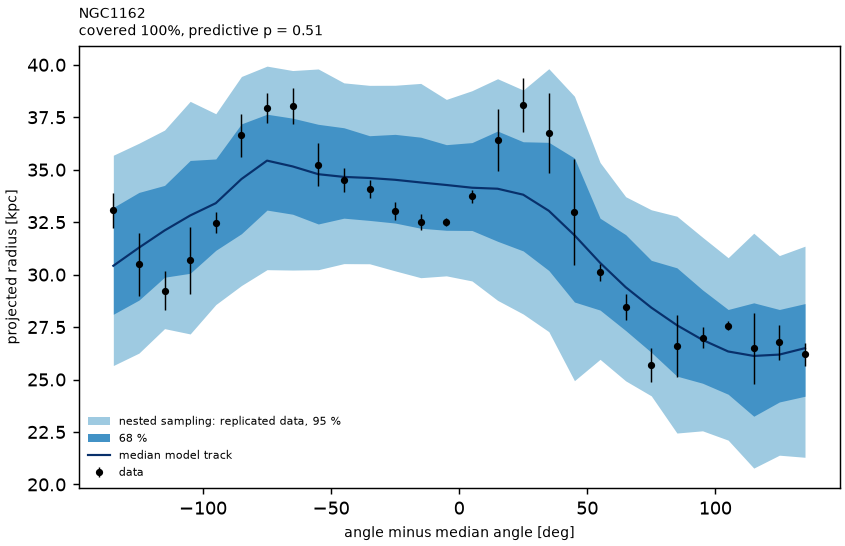 NGC1162
covered 100%, predictive p = 0.51
40.0
37.5
35.0
32.5
30.0
27.5
25.0
22.5
20.0
projected radius [kpc]
nested sampling: replicated data, 95 %
68 %
median model track
data
−100
−50
0
50
100
angle minus median angle [deg]